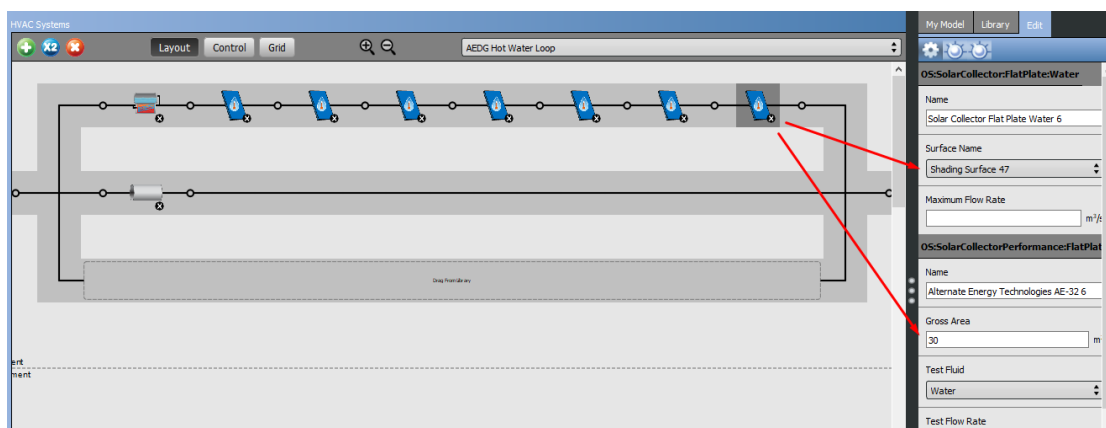 HVAC Systems
My Model Library Edit
X2 Layout Control Grid AEDG Hot Water Loop
OS:SolarCollector:FlatPlate:Water
Name
Solar Collector Flat Plate Water 6
Surface Name
Shading Surface 47
Maximum Flow Rate
m³/s
OS:SolarCollectorPerformance:FlatPlat
Name
Alternate Energy Technologies AE-32 6
Gross Area
30 m
Test Fluid
Water
Test Flow Rate
Drag From Library
ent
ment